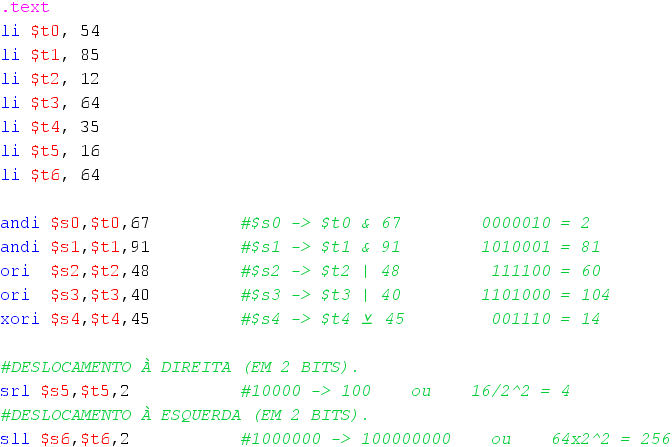 .text
li $t0, 54
li $t1, 85
li $t2, 12
li $t3, 64
li $t4, 35
li $t5, 16
li $t6, 64
andi $s0,$t0,67 #$s0 -> $t0 & 67 0000010 = 2
andi $s1,$t1,91 #$s1 -> $t1 & 91 1010001 = 81
ori $s2,$t2,48 #$s2 -> $t2 | 48 111100 = 60
ori $s3,$t3,40 #$s3 -> $t3 | 40 1101000 = 104
xori $s4,$t4,45 #$s4 -> $t4 ⊻ 45 001110 = 14
#DESLOCAMENTO À DIREITA (EM 2 BITS).
srl $s5,$t5,2 #10000 -> 100 ou 16/2^2 = 4
#DESLOCAMENTO À ESQUERDA (EM 2 BITS).
sll $s6,$t6,2 #1000000 -> 100000000 ou 64x2^2 = 256